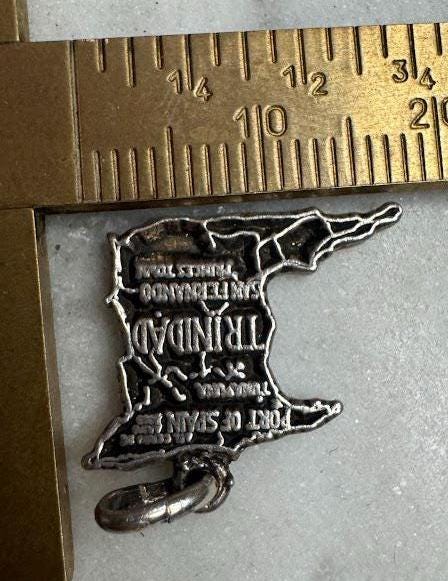 1/4 1/2 3/4
10 20
PORT OF SPAIN
TRINIDAD
SAN FERNANDO
PRINCES TOWN